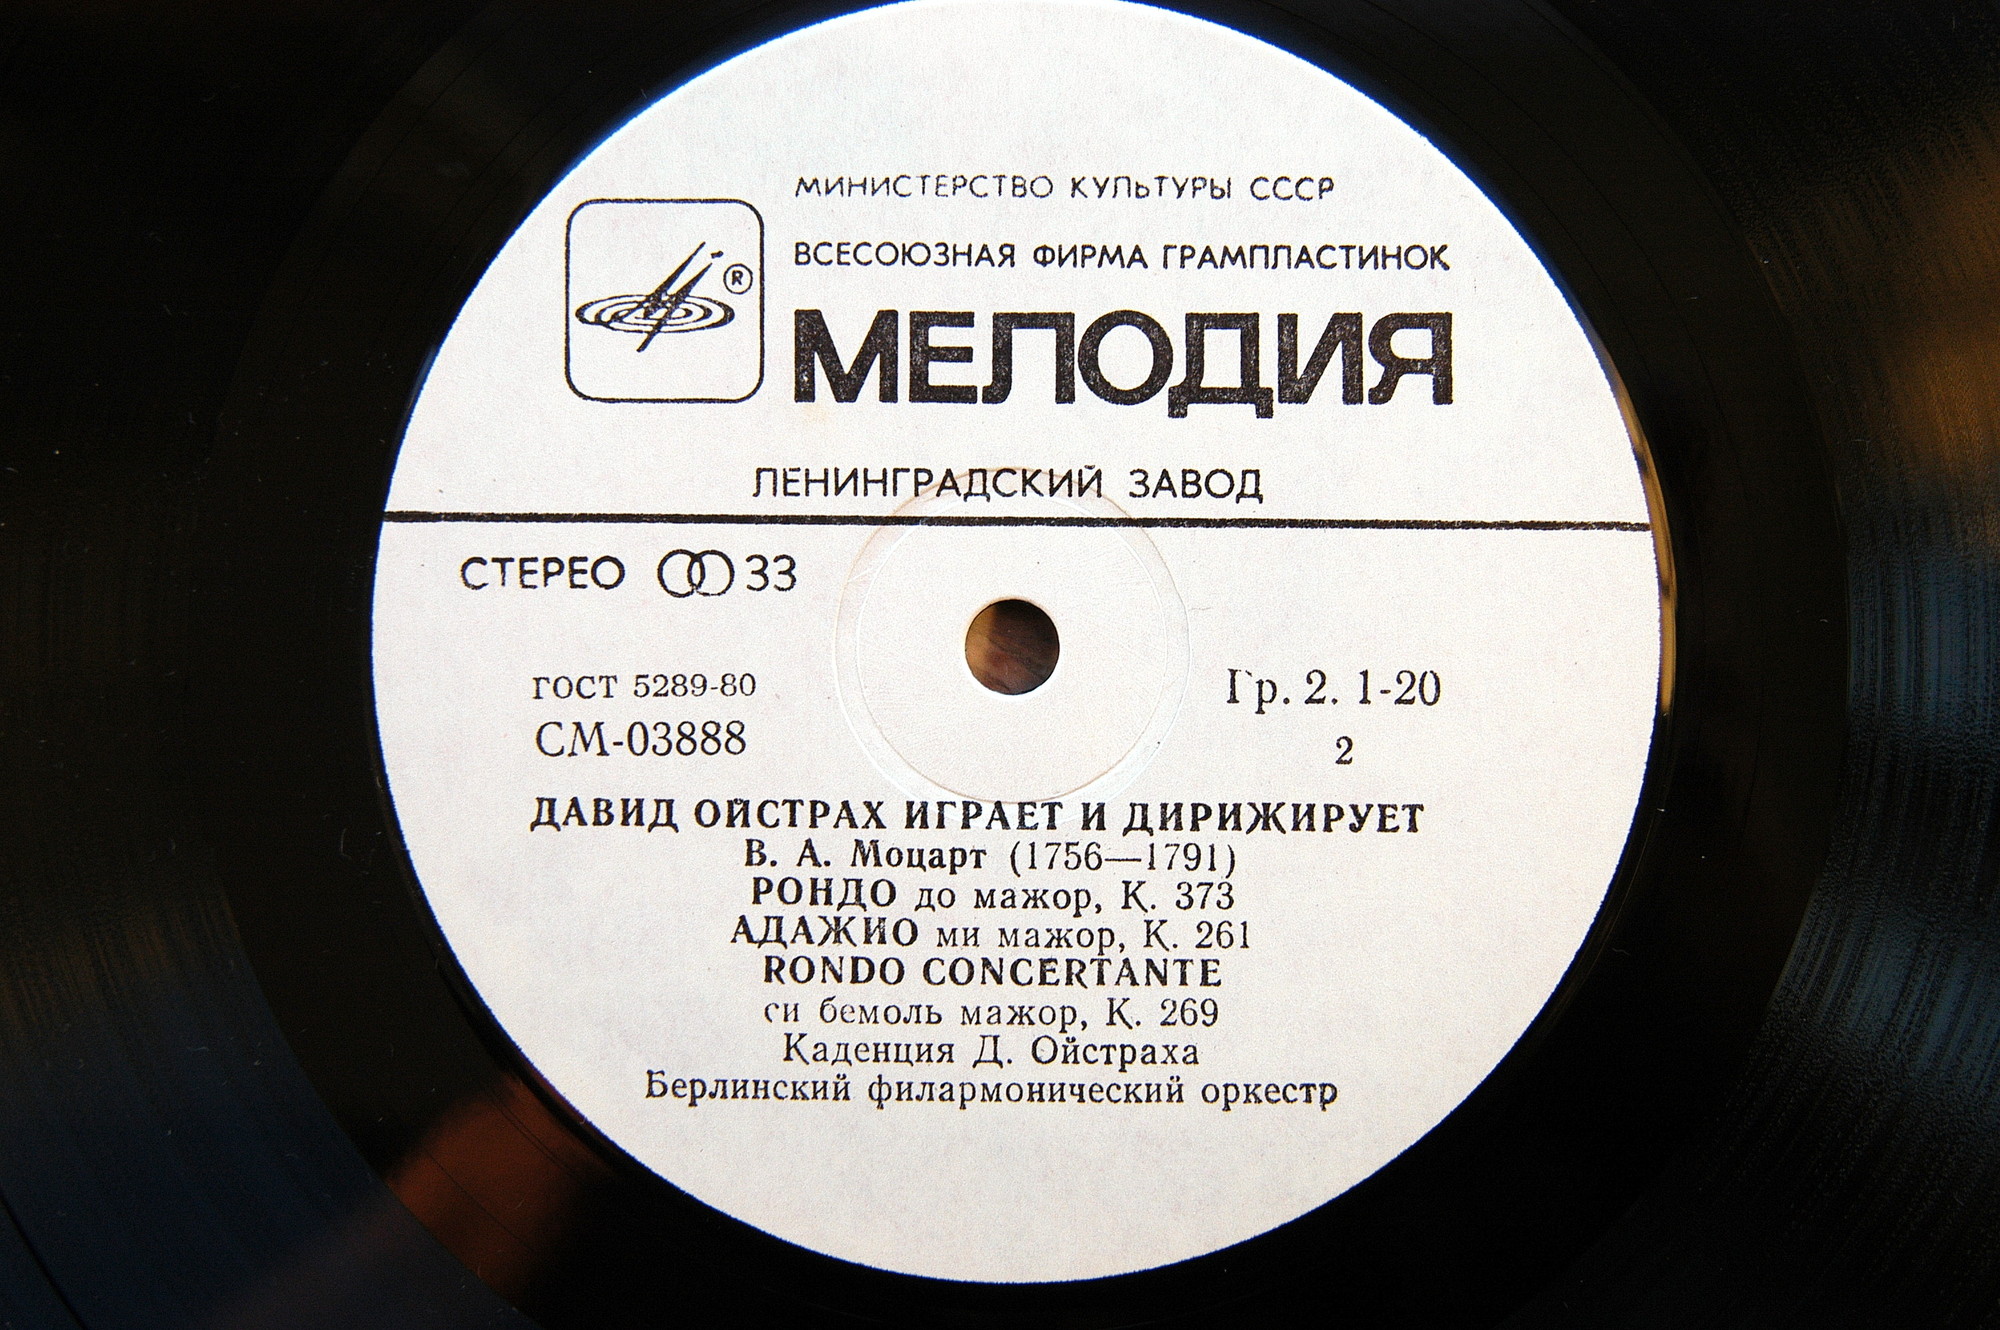 МИНИСТЕРСТВО КУЛЬТУРЫ СССР
ВСЕСОЮЗНАЯ ФИРМА ГРАМПЛАСТИНОК
®
МЕЛОДИЯ
ЛЕНИНГРАДСКИЙ ЗАВОД
СТЕРЕО 33
ГОСТ 5289-80
Гр. 2. 1-20
СМ-03888
2
ДАВИД ОЙСТРАХ ИГРАЕТ И ДИРИЖИРУЕТ
В. А. Моцарт (1756—1791)
РОНДО до мажор, К. 373
АДАЖИО ми мажор, К. 261
RONDO CONCERTANTE
си бемоль мажор, К. 269
Каденция Д. Ойстраха
Берлинский филармонический оркестр